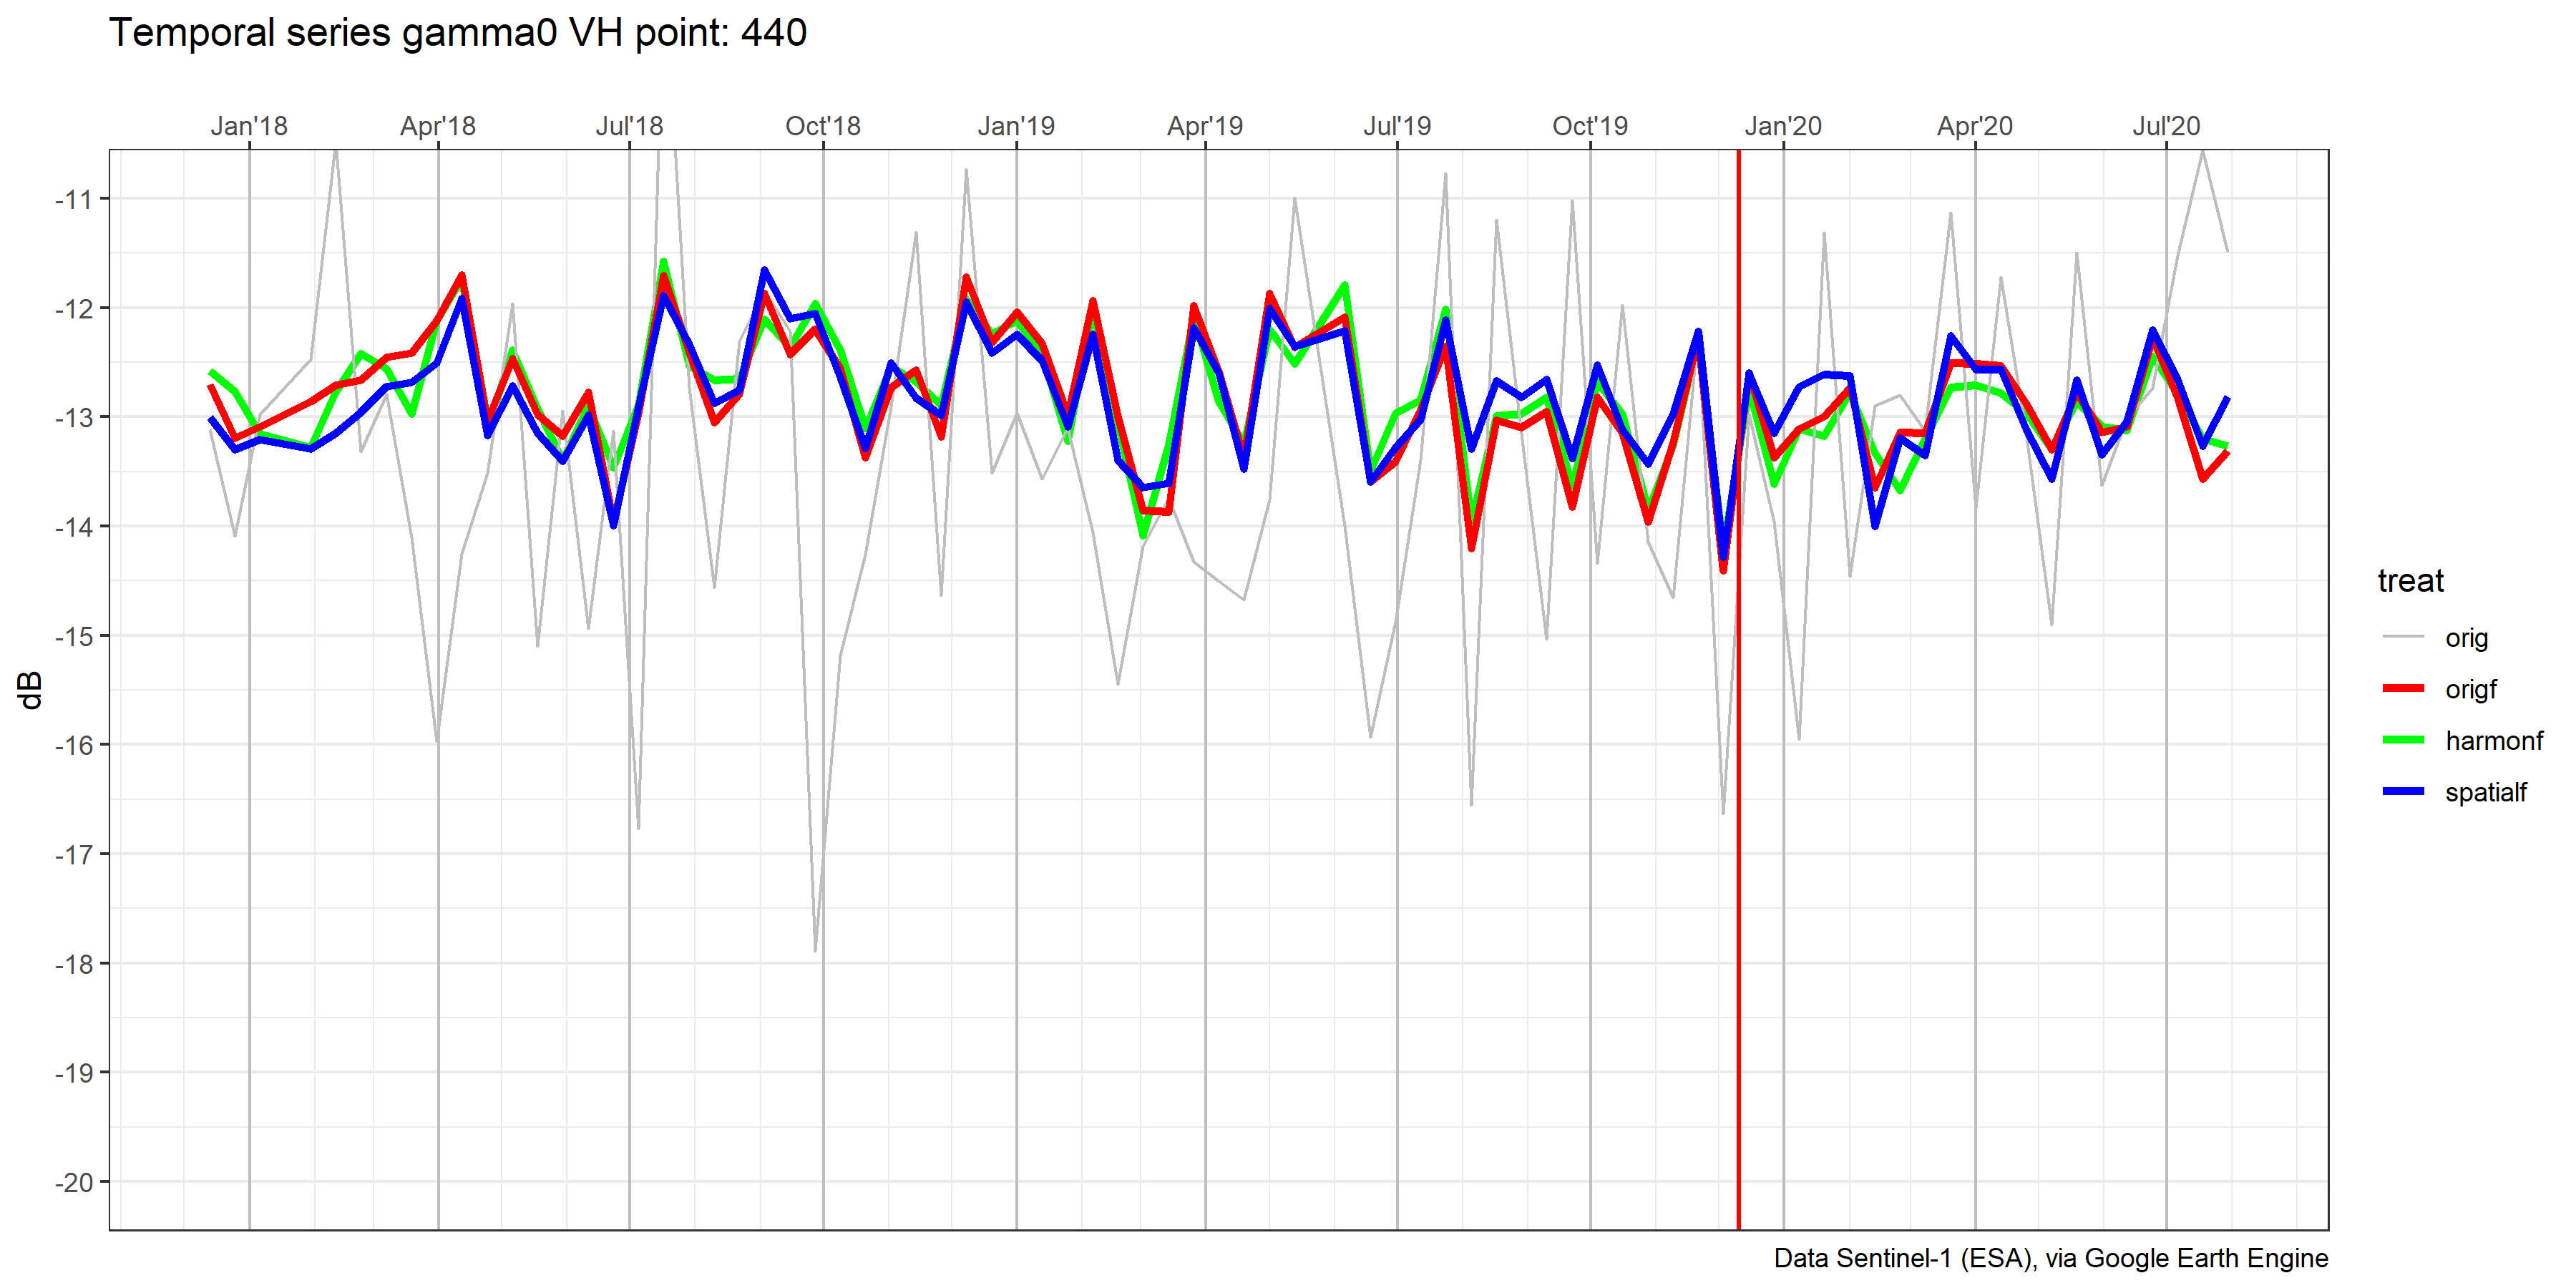 Temporal series gamma0 VH point: 440
Jan'18 Apr'18 Jul'18 Oct'18 Jan'19 Apr'19 Jul'19 Oct'19 Jan'20 Apr'20 Jul'20
-11
-12
-13
-14
-15
-16
-17
-18
-19
-20
dB
treat
orig
origf
harmonf
spatialf
Data Sentinel-1 (ESA), via Google Earth Engine